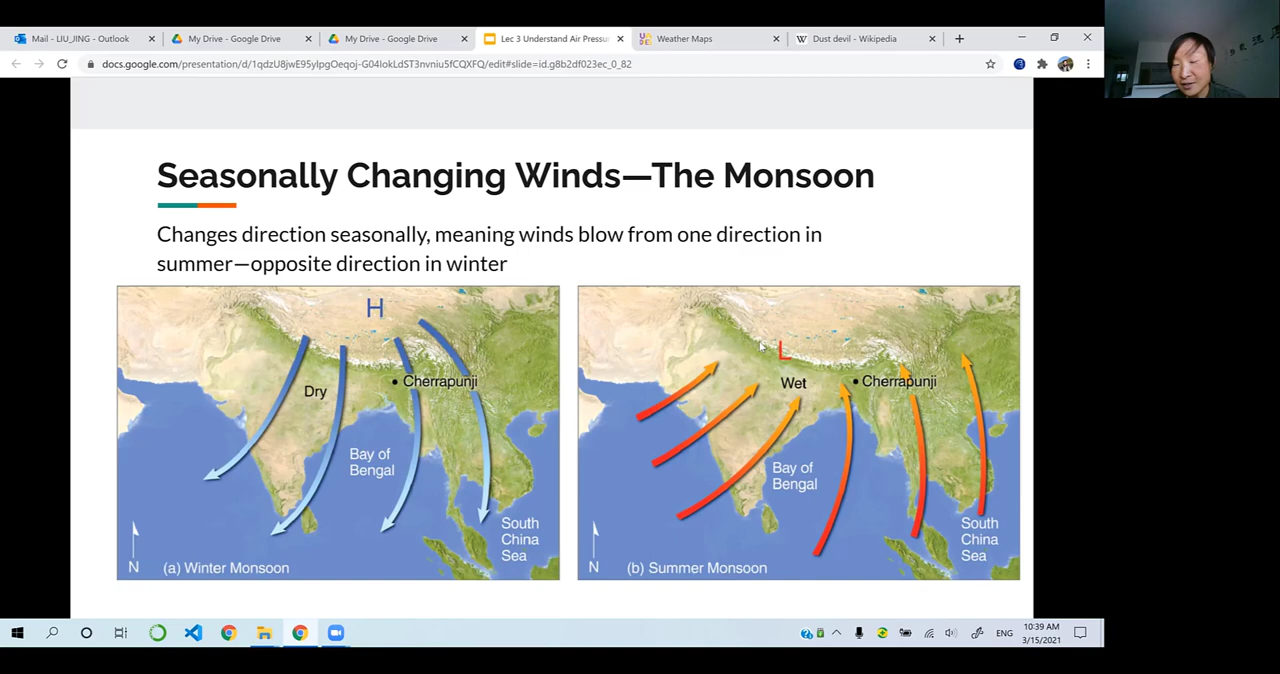 Mail - LIU_JING - Outlook
My Drive - Google Drive
My Drive - Google Drive
Lec 3 Understand Air Pressu
Weather Maps
Dust devil - Wikipedia
docs.google.com/presentation/d/1qdzU8jwE95ylpgOeqoj-G04lokLdST3nvniu5fCQXFQ/edit#slide=id.g8b2df023ec_0_82
Seasonally Changing Winds—The Monsoon
Changes direction seasonally, meaning winds blow from one direction in
summer—opposite direction in winter
H
Dry
Cherrapunji
Bay of
Bengal
South
China
Sea
N
(a) Winter Monsoon
L
Wet
Cherrapunji
Bay of
Bengal
South
China
Sea
N
(b) Summer Monsoon
ENG
10:39 AM
3/15/2021